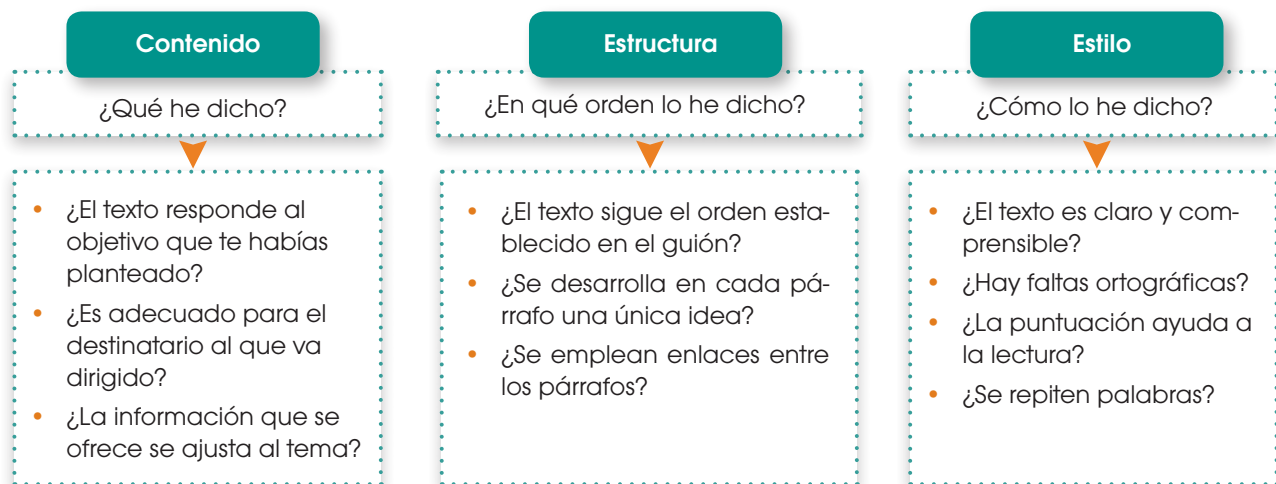 Contenido
¿Qué he dicho?
• ¿El texto responde al
objetivo que te habías
planteado?
• ¿Es adecuado para el
destinatario al que va
dirigido?
• ¿La información que se
ofrece se ajusta al tema?
Estructura
¿En qué orden lo he dicho?
• ¿El texto sigue el orden esta-
blecido en el guión?
• ¿Se desarrolla en cada pá-
rrafo una única idea?
• ¿Se emplean enlaces entre
los párrafos?
Estilo
¿Cómo lo he dicho?
• ¿El texto es claro y com-
prensible?
• ¿Hay faltas ortográficas?
• ¿La puntuación ayuda a
la lectura?
• ¿Se repiten palabras?